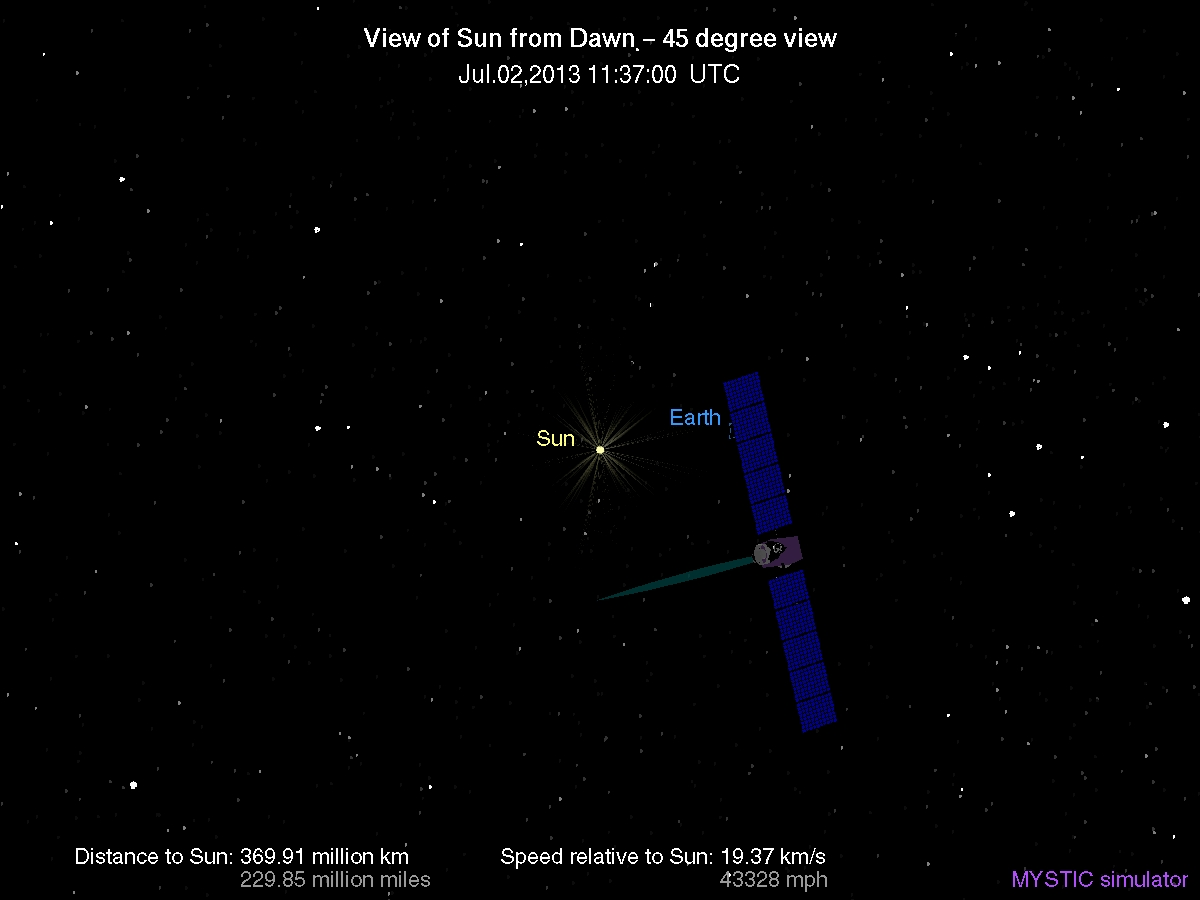 View of Sun from Dawn – 45 degree view
Jul.02,2013 11:37:00 UTC
Earth
Sun
Distance to Sun: 369.91 million km
229.85 million miles
Speed relative to Sun: 19.37 km/s
43328 mph
MYSTIC simulator